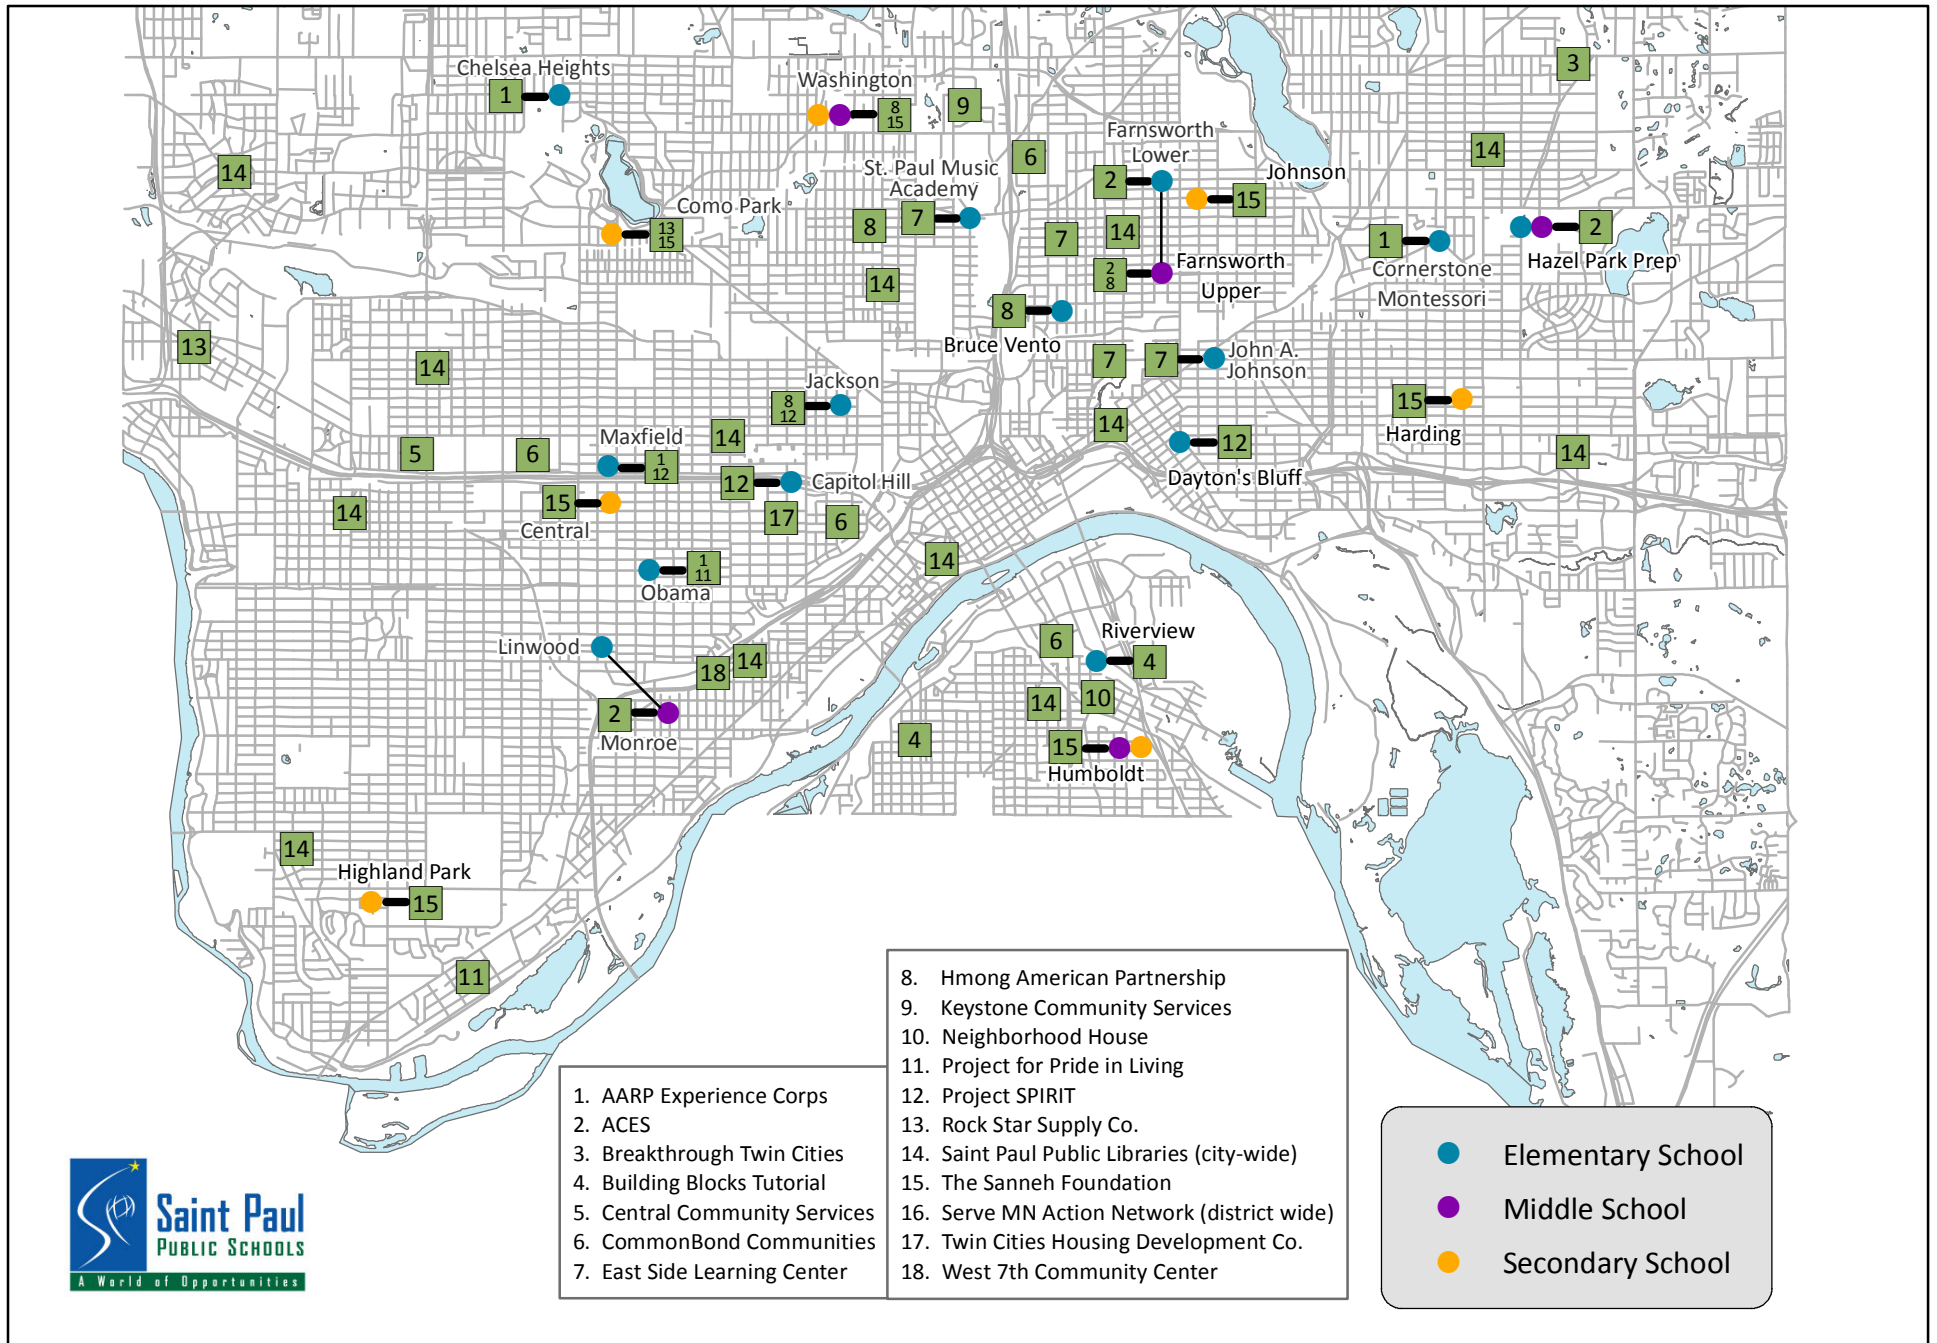 Chelsea Heights
1
Washington
8
15
9
3
14
St. Paul Music
Academy
7
8
6
Farnsworth
Lower
2
Johnson
15
14
Como Park
13
15
7
14
2
8
Farnsworth
Upper
1
Cornerstone
Montessori
2
Hazel Park Prep
14
8
Bruce Vento
13
14
7
7
John A.
Johnson
Jackson
8
12
15
Harding
14
14
5
6
Maxfield
1
12
14
12
Capitol Hill
12
Dayton's Bluff
14
15
Central
17
6
14
1
11
Obama
Linwood
18
14
2
Monroe
Riverview
6
4
14
10
4
15
Humboldt
14
Highland Park
15
11
1. AARP Experience Corps
2. ACES
3. Breakthrough Twin Cities
4. Building Blocks Tutorial
5. Central Community Services
6. CommonBond Communities
7. East Side Learning Center
8. Hmong American Partnership
9. Keystone Community Services
10. Neighborhood House
11. Project for Pride in Living
12. Project SPIRIT
13. Rock Star Supply Co.
14. Saint Paul Public Libraries (city-wide)
15. The Sanneh Foundation
16. Serve MN Action Network (district wide)
17. Twin Cities Housing Development Co.
18. West 7th Community Center
Elementary School
Middle School
Secondary School
Saint Paul
PUBLIC SCHOOLS
A World of Opportunities